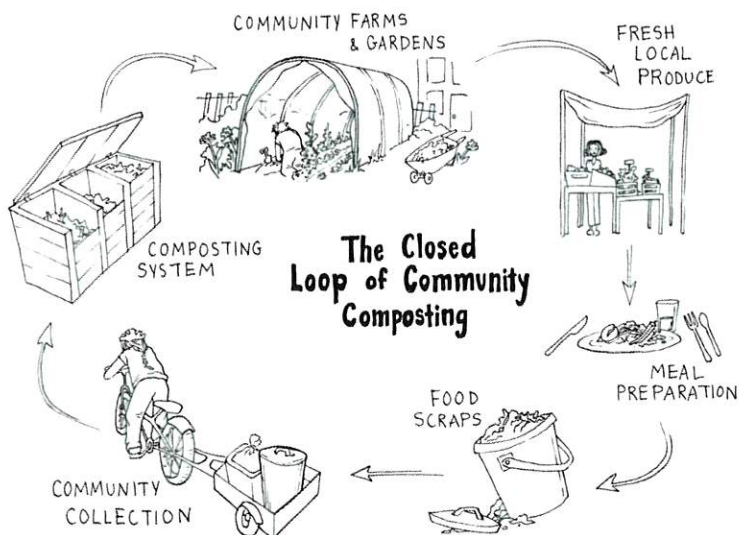 COMMUNITY FARMS
& GARDENS
FRESH
LOCAL
PRODUCE
COMPOSTING
SYSTEM
The Closed
Loop of Community
Composting
MEAL
PREPARATION
FOOD
SCRAPS
COMMUNITY
COLLECTION